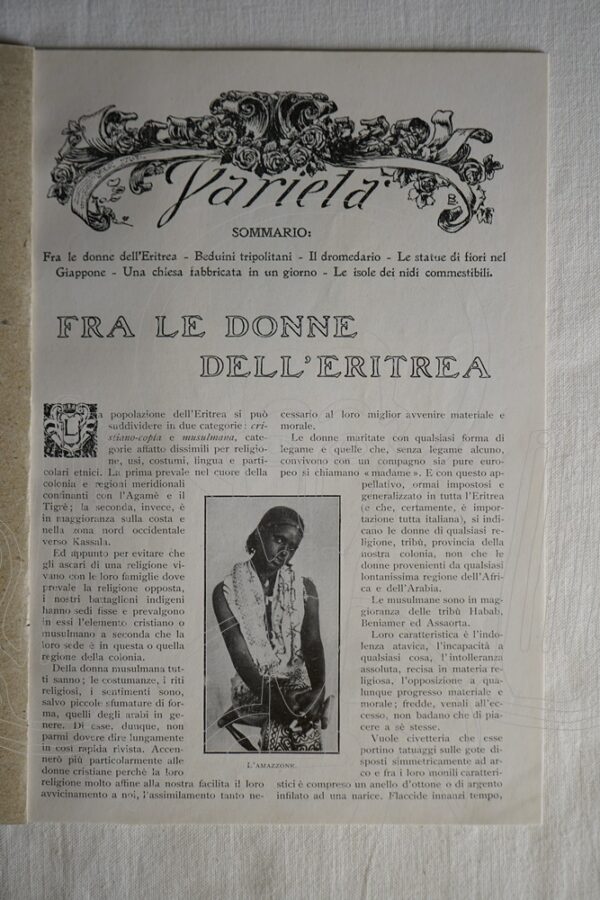 Varietà
SOMMARIO:
Fra le donne dell'Eritrea - Beduini tripolitani - Il dromedario - Le statue di fiori nel
Giappone - Una chiesa fabbricata in un giorno - Le isole dei nidi commestibili.
FRA LE DONNE
DELL'ERITREA
La popolazione dell'Eritrea si può
suddividere in due categorie: cri-
stiano-copta e musulmana, cate-
gorie affatto dissimili per religio-
ne, usi, costumi, lingua e parti-
colari etnici. La prima prevale nel cuore della
colonia e regioni meridionali
confinanti con l'Agamè e il
Tigrè; la seconda, invece, è
in maggioranza sulla costa e
nella zona nord occidentale
verso Kassala.
Ed appunto per evitare che
gli ascari di una religione vi-
vano con le loro famiglie dove
prevale la religione opposta,
i nostri battaglioni indigeni
hanno sedi fisse e prevalgono
in essi l'elemento cristiano o
musulmano a seconda che la
loro sede è in questa o quella
regione della colonia.
Della donna musulmana tut-
ti sanno; le costumanze, i riti
religiosi, i sentimenti sono,
salvo piccole sfumature di for-
ma, quelli degli arabi in ge-
nere. Di esse, dunque, non
parmi dovere dire lungamente
in così rapida rivista. Accen-
nerò più particolarmente alle
donne cristiane perchè la loro
religione molto affine alla nostra facilita il loro
avvicinamento a noi, l'assimilamento tanto ne-
cessario al loro miglior avvenire materiale e
morale.
Le donne maritate con qualsiasi forma di
legame e quelle che, senza legame alcuno,
convivono con un compagno sia pure euro-
peo si chiamano «madame». E con questo ap-
pellativo, ormai impostosi e
generalizzato in tutta l'Eritrea
(e che, certamente, è impor-
tazione tutta italiana), si indi-
cano le donne di qualsiasi re-
ligione, tribù, provincia della
nostra colonia, non che le
donne provenienti da qualsiasi
lontanissima regione dell'Afri-
ca e dell'Arabia.
Le musulmane sono in mag-
gioranza delle tribù Habab,
Beniamer ed Assaorta.
Loro caratteristica è l'indo-
lenza atavica, l'incapacità a
qualsiasi cosa, l'intolleranza
assoluta, recisa in materia re-
ligiosa, l'opposizione a qua-
lunque progresso materiale e
morale; fredde, venali all'ec-
cesso, non badano che di pia-
cere a sè stesse.
Vuole civetteria che esse
portino tatuaggi sulle gote di-
sposti simmetricamente ad ar-
co e fra i loro monili caratteri-
stici è compreso un anello d'ottone o di argento
infilato ad una narice. Flaccide innanzi tempo,
L'AMAZZONE.